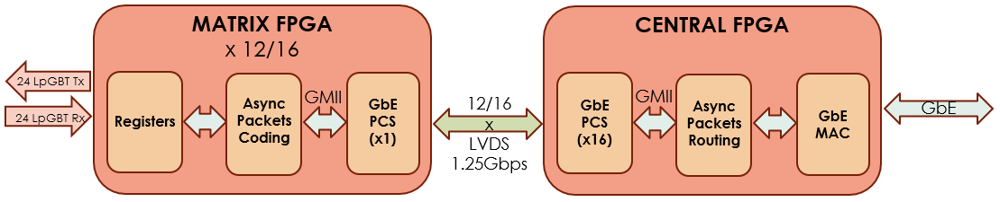 MATRIX FPGA
x 12/16
24 LpGBT Tx
24 LpGBT Rx
Registers
Async
Packets
Coding
GMII
GbE
PCS
(x1)
12/16
x
LVDS
1.25Gbps
CENTRAL FPGA
GbE
PCS
(x16)
GMII
Async
Packets
Routing
GbE
MAC
GbE